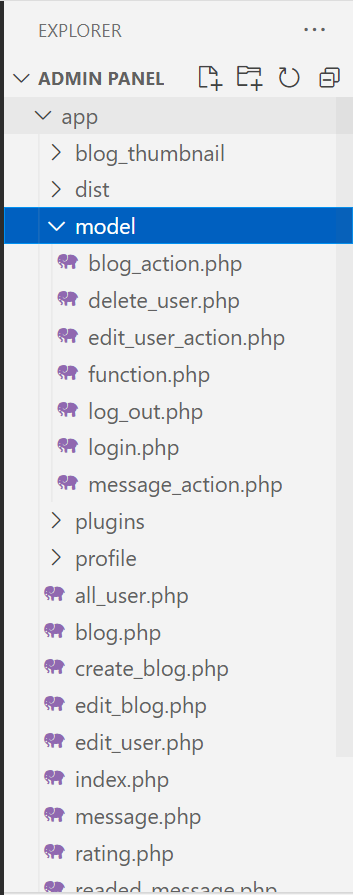 EXPLORER
ADMIN PANEL
app
blog_thumbnail
dist
model
blog_action.php
delete_user.php
edit_user_action.php
function.php
log_out.php
login.php
message_action.php
plugins
profile
all_user.php
blog.php
create_blog.php
edit_blog.php
edit_user.php
index.php
message.php
rating.php
readed_message.php